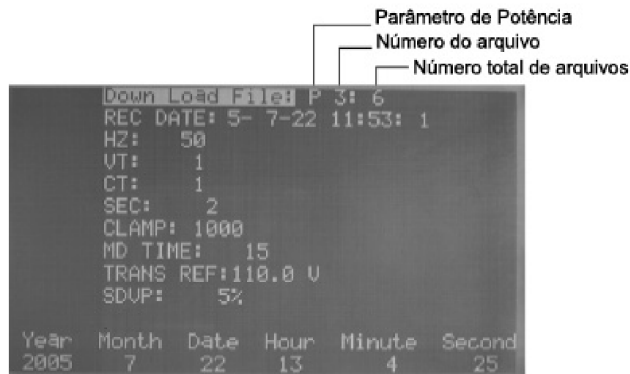 Parâmetro de Potência
Número do arquivo
Número total de arquivos
Down Load File: P 3: 6
REC DATE: 5- 7-22 11:53: 1
HZ: 50
VT: 1
CT: 1
SEC: 2
CLAMP: 1000
MD TIME: 15
TRANS REF:110.0 V
SDVP: 5%
Year Month Date Hour Minute Second
2005 7 22 13 4 25